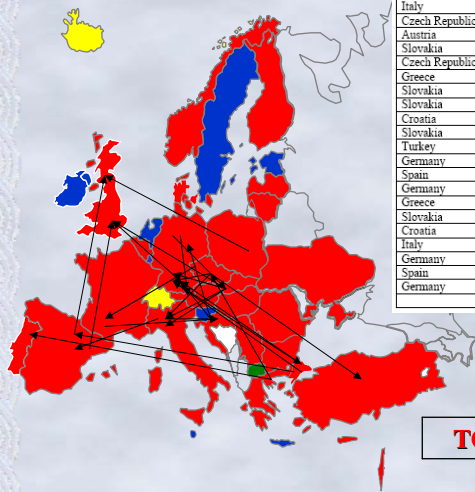 Italy
Czech Republic
Austria
Slovakia
Czech Republic
Greece
Slovakia
Slovakia
Croatia
Slovakia
Turkey
Germany
Spain
Germany
Greece
Slovakia
Croatia
Italy
Germany
Spain
Germany